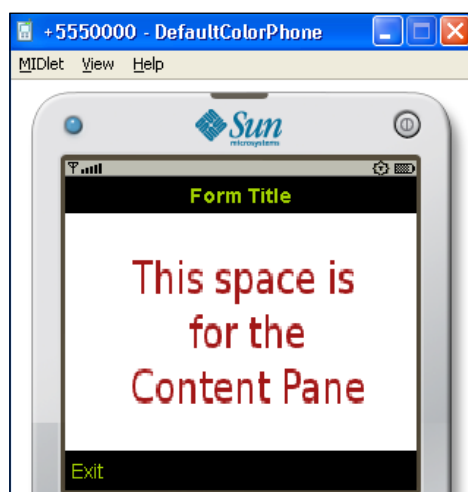 +5550000 - DefaultColorPhone
MIDlet View Help
Sun
microsystems
Form Title
This space is
for the
Content Pane
Exit